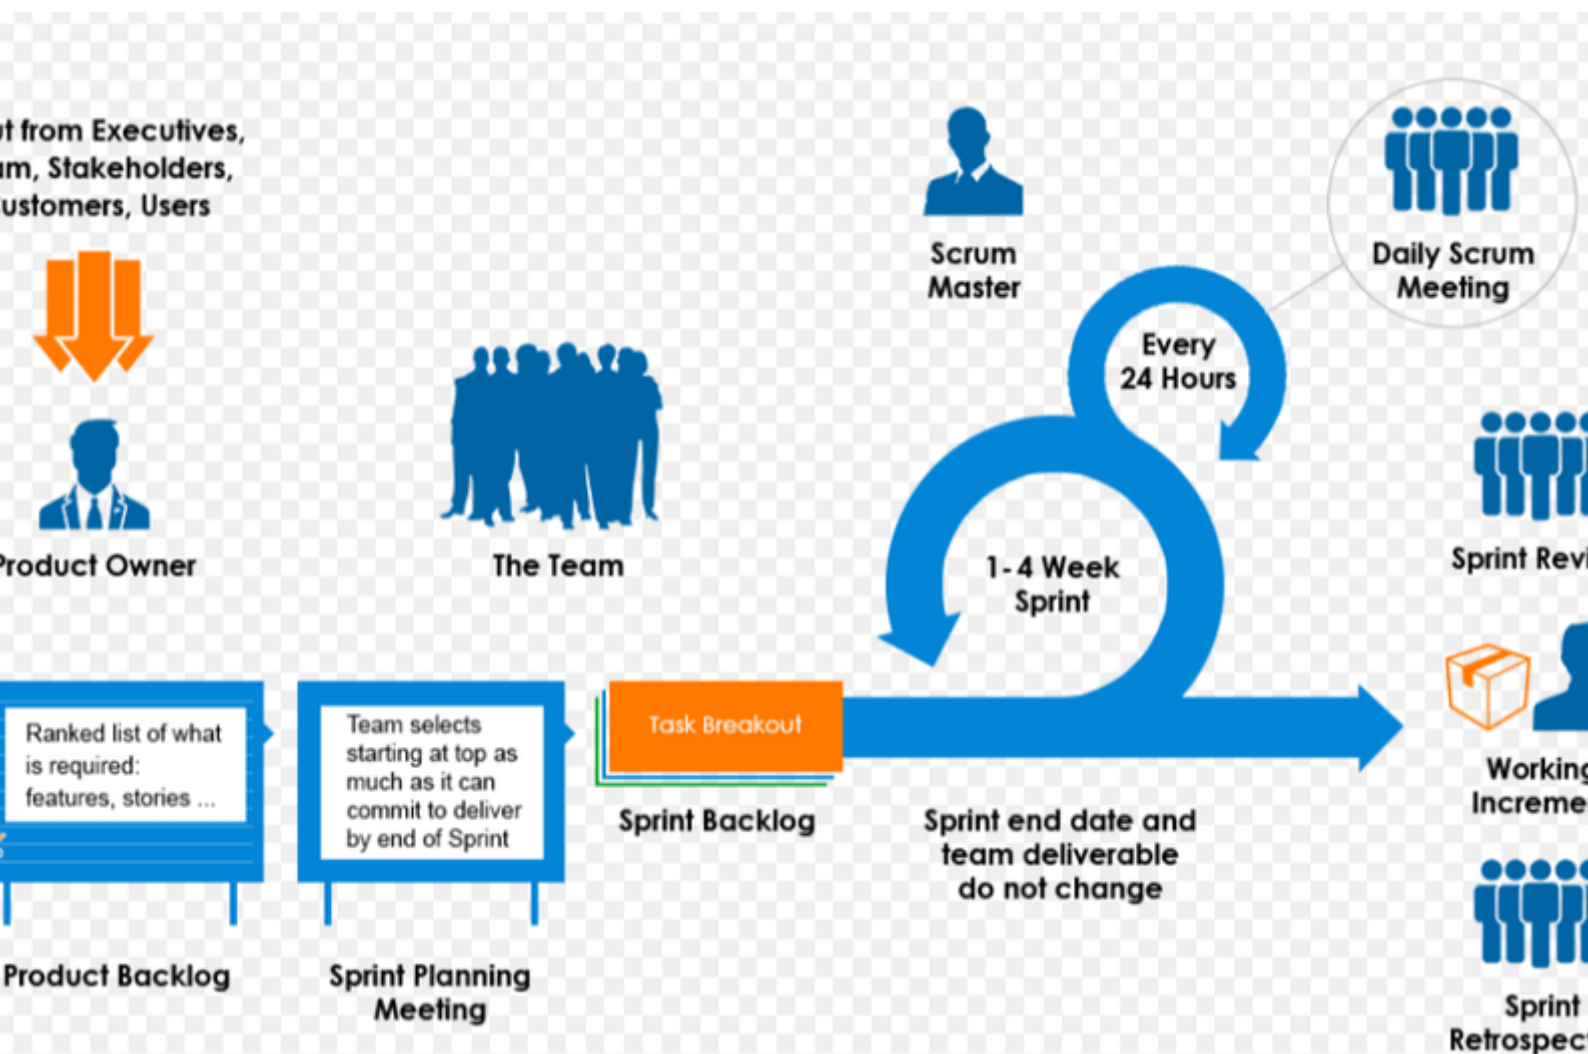 ut from Executives,
am, Stakeholders,
ustomers, Users
Product Owner
The Team
Scrum
Master
Daily Scrum
Meeting
Every
24 Hours
1-4 Week
Sprint
Sprint Revi
Ranked list of what
is required:
features, stories ...
Product Backlog
Team selects
starting at top as
much as it can
commit to deliver
by end of Sprint
Sprint Planning
Meeting
Task Breakout
Sprint Backlog
Sprint end date and
team deliverable
do not change
Working
Increme
Sprint
Retrospect